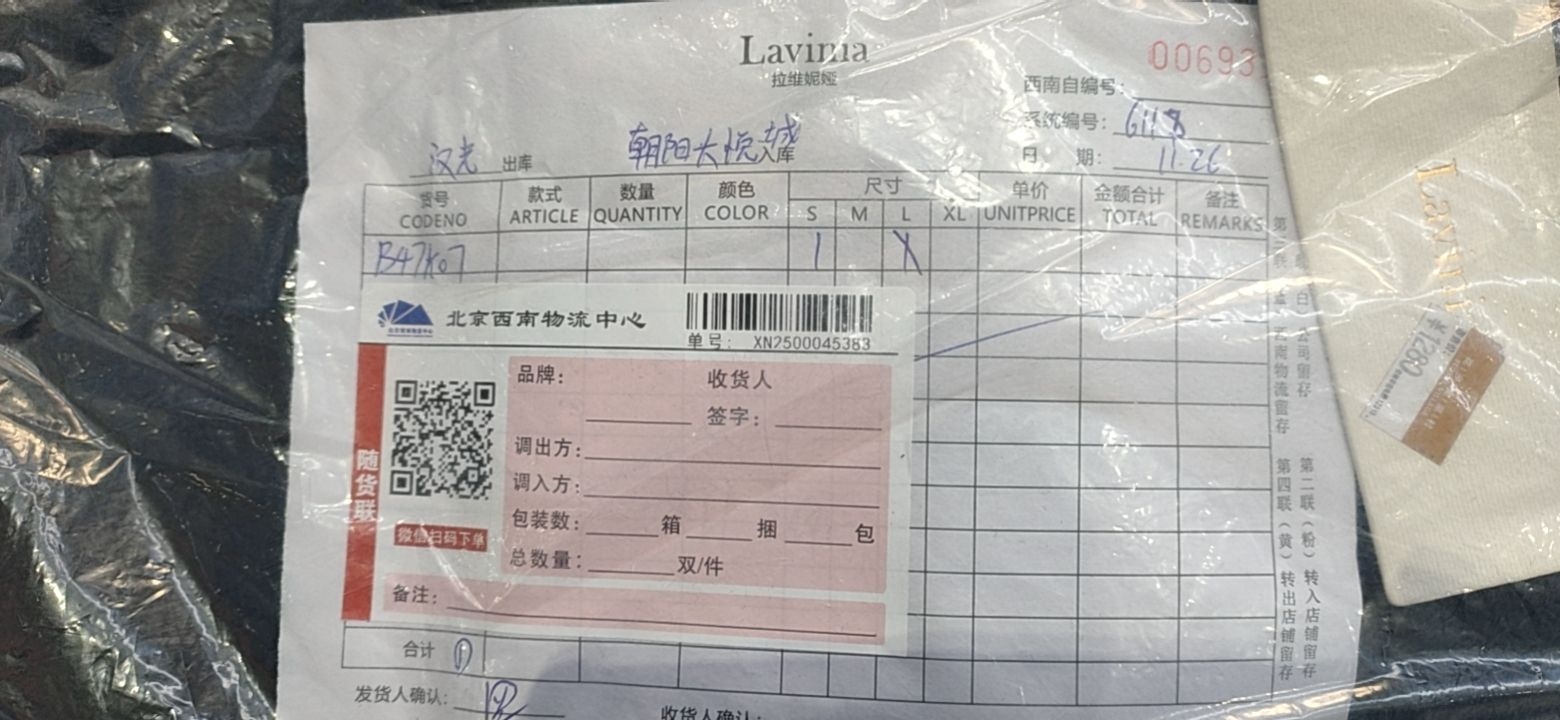 Lavima
拉维妮娅
00693
西南自编号:
系统编号: 6118
汉光 出库 朝阳大悦城 入库 日 期: 11.26
货号 款式 数量 颜色 尺寸 单价 金额合计 备注
CODENO ARTICLE QUANTITY COLOR S M L XL UNITPRICE TOTAL REMARKS
B47K07 1 X
北京西南物流中心
单号: XN2500045383
随货联
微信扫码下单
品牌: 收货人
签字:
调出方:
调入方:
包装数: 箱 捆 包
总数量: 双/件
备注:
合计 ①
发货人确认: 收货人确认:
第二联(粉)转入店铺留存
第四联(黄)转出店铺留存
公司留存
西南物流留存
Lavini
1280